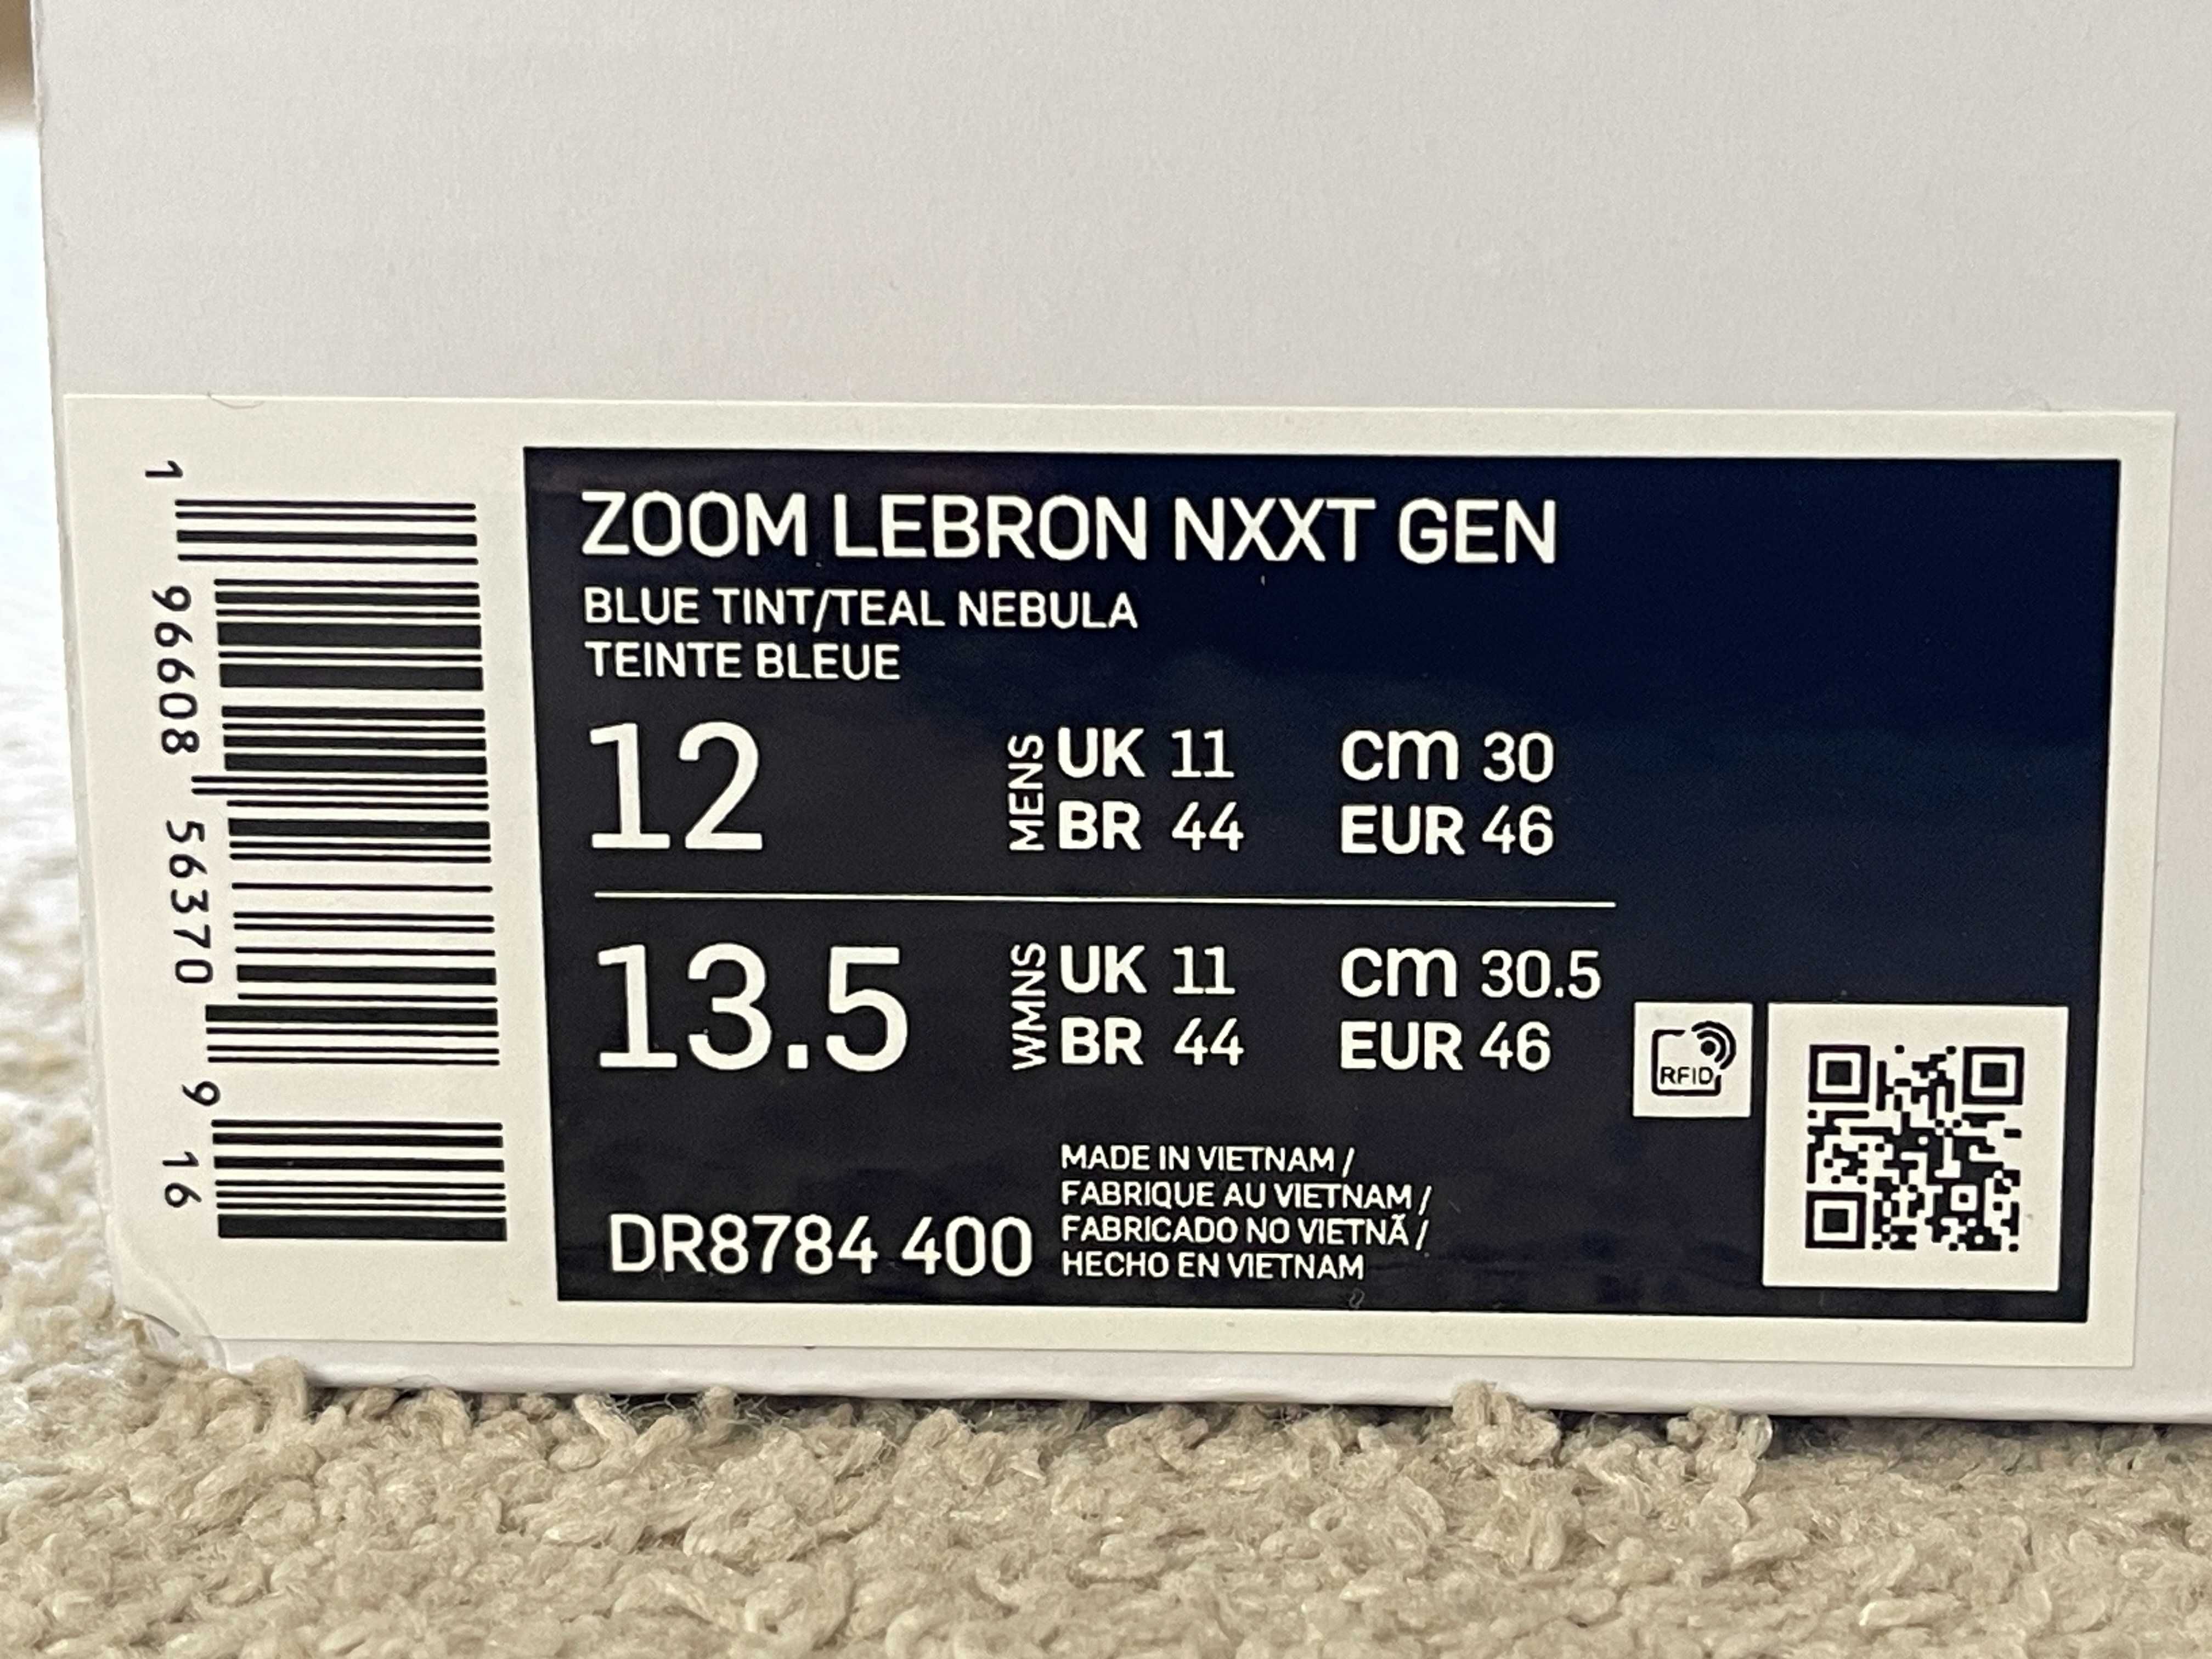 1 96608 56370 9 16
ZOOM LEBRON NXXT GEN
BLUE TINT/TEAL NEBULA
TEINTE BLEUE
12 MENS UK 11 cm 30
BR 44 EUR 46
13.5 WMNS UK 11 cm 30.5
BR 44 EUR 46
RFID
DR8784 400
MADE IN VIETNAM /
FABRIQUE AU VIETNAM /
FABRICADO NO VIETNÃ /
HECHO EN VIETNAM